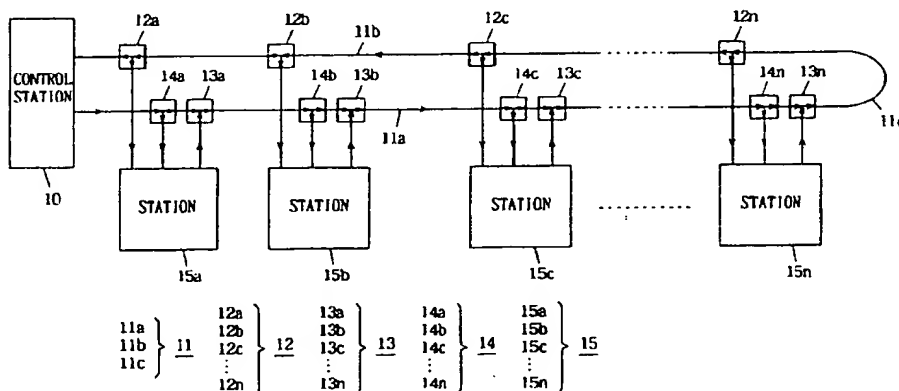 12a 12b 11b 12c 12n
14a 13a 14b 13b 14c 13c 14n 13n
CONTROL
STATION
11a 11c
10
STATION STATION STATION STATION
15a 15b 15c 15n
11a
11b
11c
11
12a
12b
12c
12n
12
13a
13b
13c
13n
13
14a
14b
14c
14n
14
15a
15b
15c
15n
15